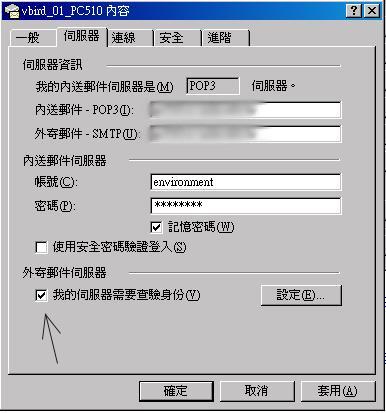 vbird_01_PC510 內容
一般 伺服器 連線 安全 進階
伺服器資訊
我的內送郵件伺服器是(M) POP3 伺服器。
內送郵件 - POP3(I):
外寄郵件 - SMTP(U):
內送郵件伺服器
帳號(C): environment
密碼(P): ********
記憶密碼(W)
使用安全密碼驗證登入(S)
外寄郵件伺服器
我的伺服器需要查驗身份(V) 設定(E)...
確定 取消 套用(A)